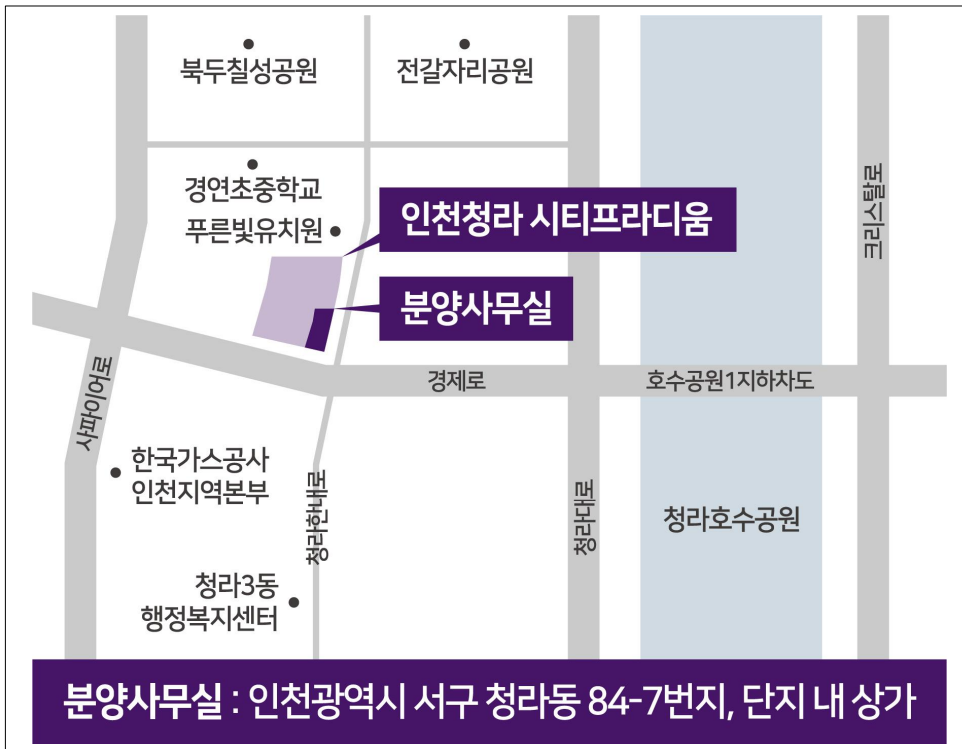 북두칠성공원
전갈자리공원
경연초중학교
푸른빛유치원
인천청라 시티프라디움
분양사무실
크리스탈로
사파이어로
경제로
호수공원1지하차도
한국가스공사
인천지역본부
청라한내로
청라대로
청라호수공원
청라3동
행정복지센터
분양사무실 : 인천광역시 서구 청라동 84-7번지, 단지 내 상가